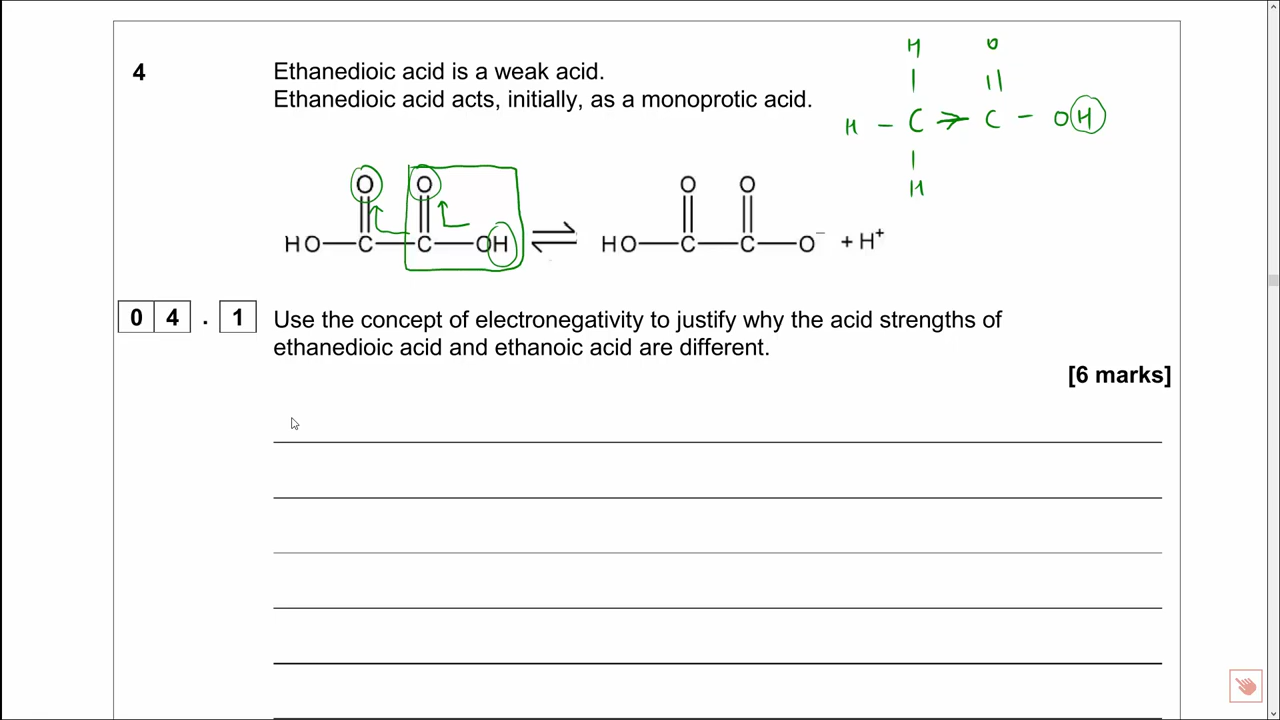 4 Ethanedioic acid is a weak acid.
Ethanedioic acid acts, initially, as a monoprotic acid.
H O
H - C C - OH
H
O O O O
HO C C OH HO C C O⁻ + H⁺
04.1 Use the concept of electronegativity to justify why the acid strengths of
ethanedioic acid and ethanoic acid are different.
[6 marks]